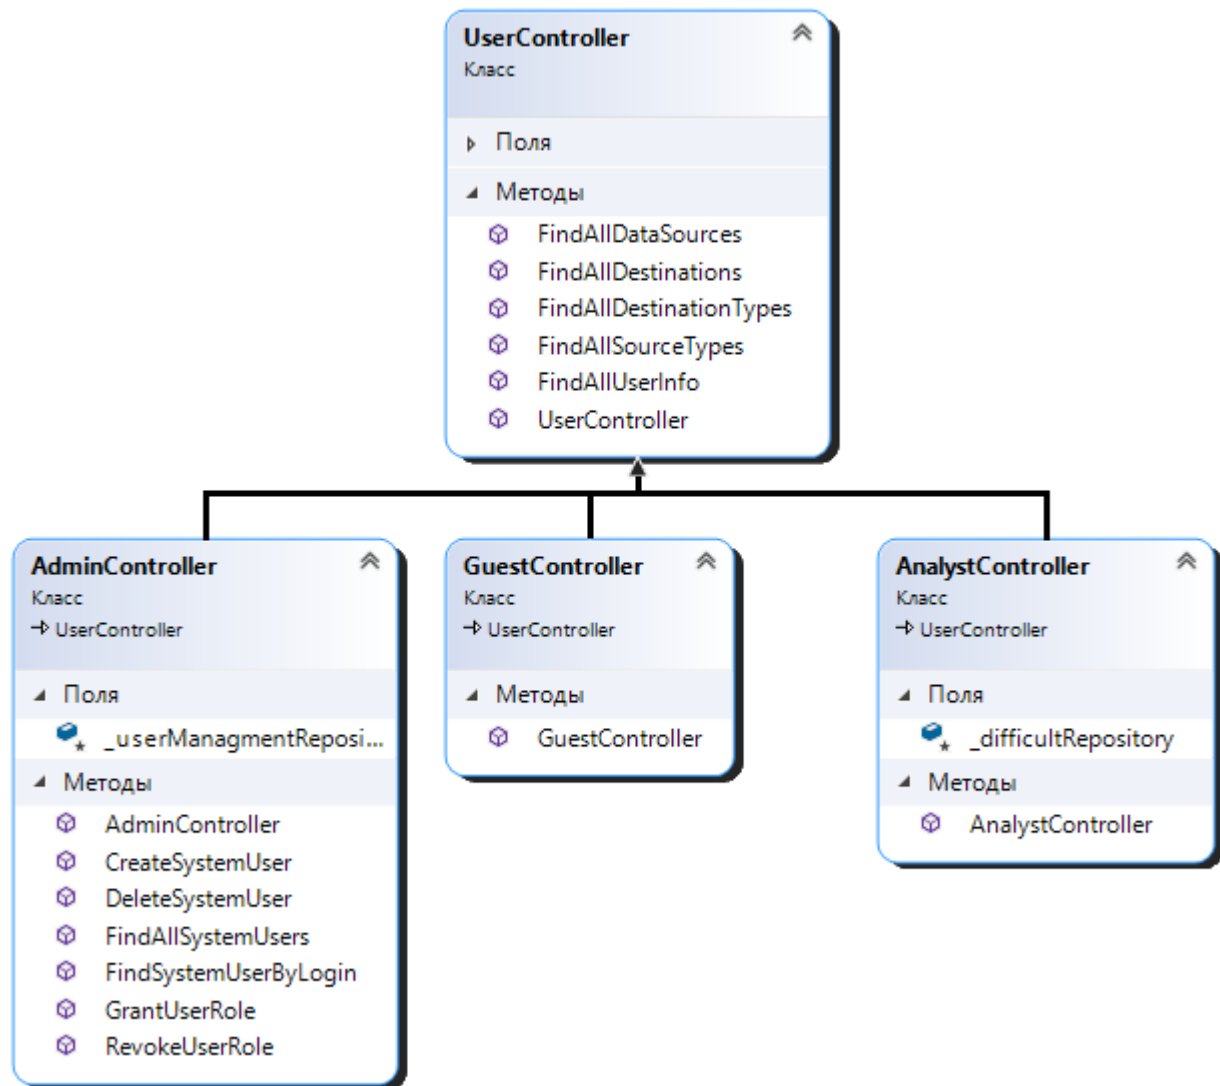 UserController
Класс
Поля
Методы
FindAllDataSources
FindAllDestinations
FindAllDestinationTypes
FindAllSourceTypes
FindAllUserInfo
UserController
AdminController
Класс
UserController
Поля
_userManagmentReposi...
Методы
AdminController
CreateSystemUser
DeleteSystemUser
FindAllSystemUsers
FindSystemUserByLogin
GrantUserRole
RevokeUserRole
GuestController
Класс
UserController
Методы
GuestController
AnalystController
Класс
UserController
Поля
_difficultRepository
Методы
AnalystController